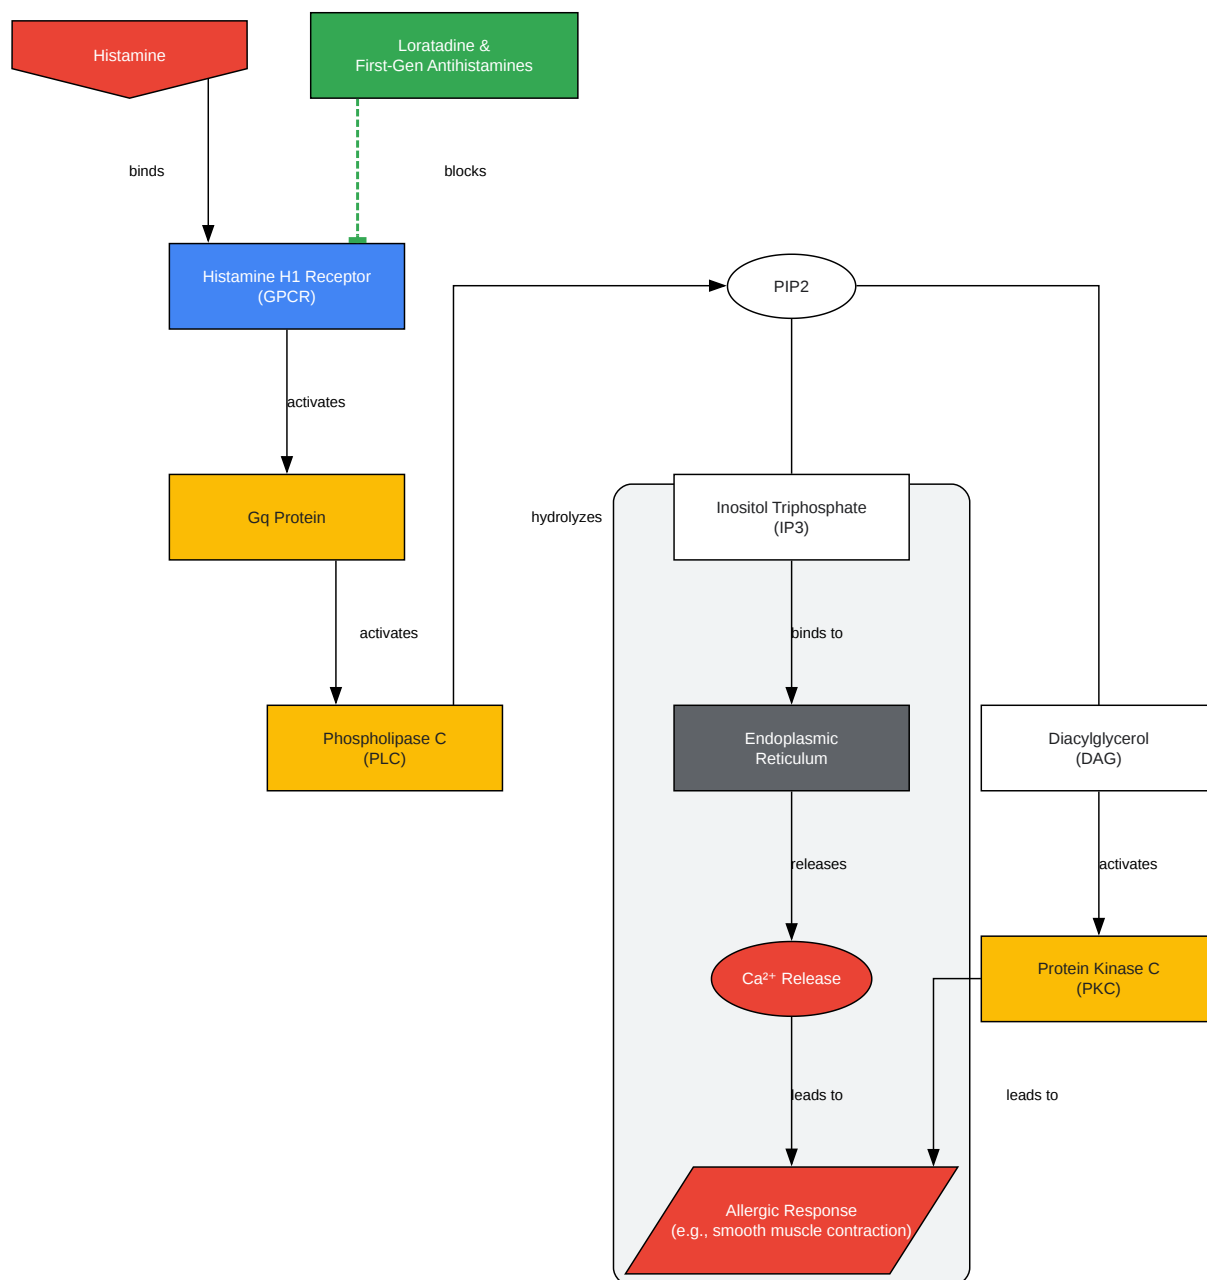 Histamine
Loratadine &
First-Gen Antihistamines
binds
blocks
Histamine H1 Receptor
(GPCR)
PIP2
activates
Gq Protein
hydrolyzes
Inositol Triphosphate
(IP3)
activates
binds to
Phospholipase C
(PLC)
Endoplasmic
Reticulum
Diacylglycerol
(DAG)
releases
activates
Ca²⁺ Release
Protein Kinase C
(PKC)
leads to
leads to
Allergic Response
(e.g., smooth muscle contraction)